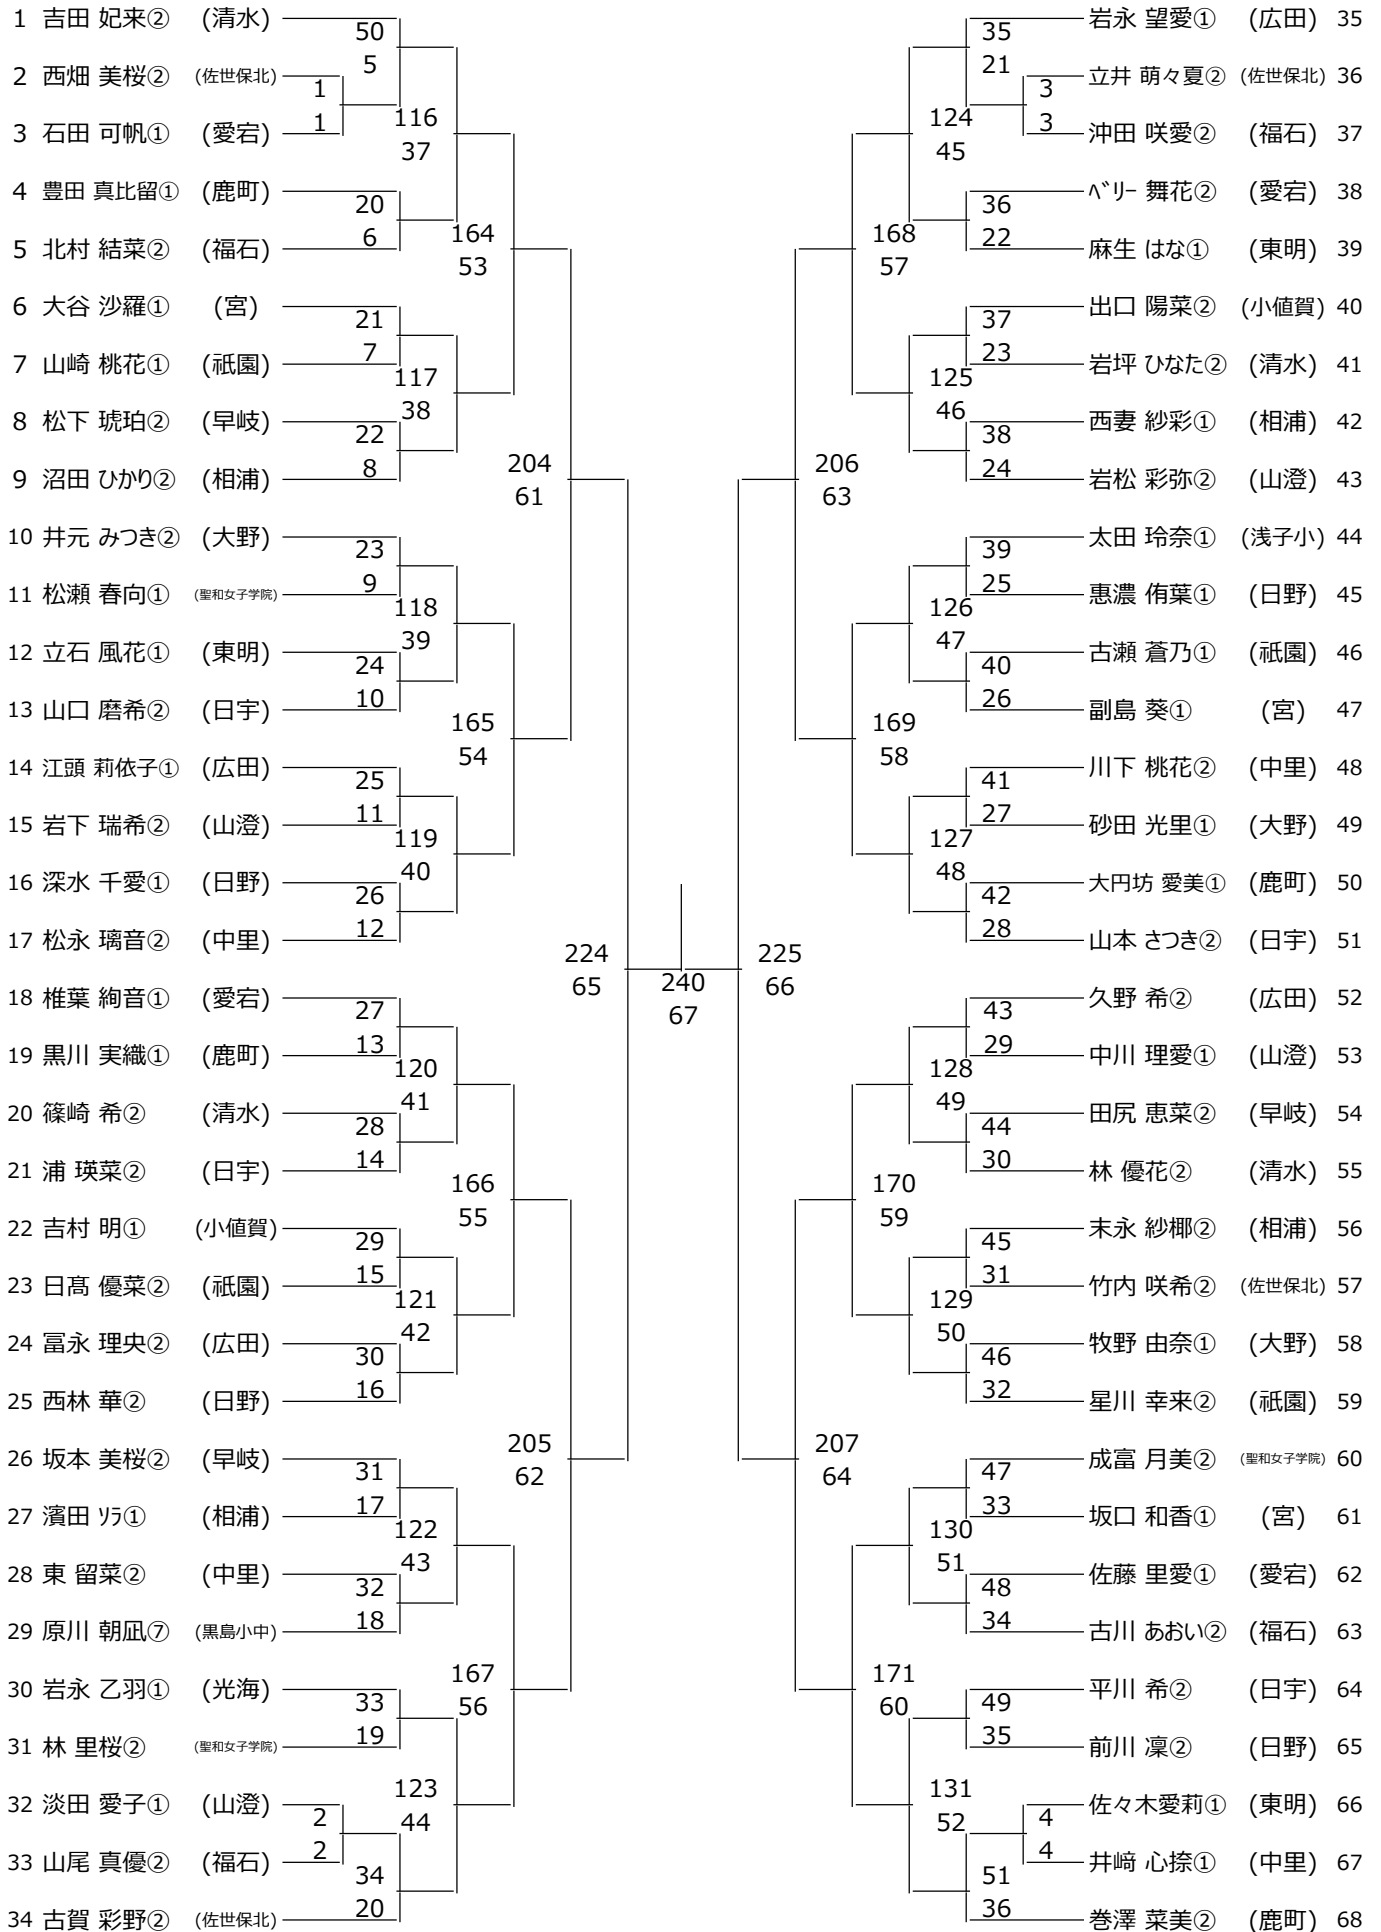 1 吉田 妃来② (清水)
2 西畑 美桜② (佐世保北)
3 石田 可帆① (愛宕)
4 豊田 真比留① (鹿町)
5 北村 結菜② (福石)
6 大谷 沙羅① (宮)
7 山崎 桃花① (祇園)
8 松下 琥珀② (早岐)
9 沼田 ひかり② (相浦)
10 井元 みつき② (大野)
11 松瀬 春向① (聖和女子学院)
12 立石 風花① (東明)
13 山口 磨希② (日宇)
14 江頭 莉依子① (広田)
15 岩下 瑞希② (山澄)
16 深水 千愛① (日野)
17 松永 璃音② (中里)
18 椎葉 絢音① (愛宕)
19 黒川 実織① (鹿町)
20 篠崎 希② (清水)
21 浦 瑛菜② (日宇)
22 吉村 明① (小値賀)
23 日髙 優菜② (祇園)
24 冨永 理央② (広田)
25 西林 華② (日野)
26 坂本 美桜② (早岐)
27 濱田 ソラ① (相浦)
28 東 留菜② (中里)
29 原川 朝凪⑦ (黒島小中)
30 岩永 乙羽① (光海)
31 林 里桜② (聖和女子学院)
32 淡田 愛子① (山澄)
33 山尾 真優② (福石)
34 古賀 彩野② (佐世保北)
1
1
2
2
50
5
20
6
21
7
22
8
23
9
24
10
25
11
26
12
27
13
28
14
29
15
30
16
31
17
32
18
33
19
34
20
116
37
117
38
118
39
119
40
120
41
121
42
122
43
123
44
164
53
165
54
166
55
167
56
204
61
205
62
224
65
240
67
225
66
206
63
207
64
168
57
169
58
170
59
171
60
124
45
125
46
126
47
127
48
128
49
129
50
130
51
131
52
35
21
36
22
37
23
38
24
39
25
40
26
41
27
42
28
43
29
44
30
45
31
46
32
47
33
48
34
49
35
51
36
3
3
4
4
岩永 望愛① (広田) 35
立井 萌々夏② (佐世保北) 36
沖田 咲愛② (福石) 37
ベリー 舞花② (愛宕) 38
麻生 はな① (東明) 39
出口 陽菜② (小値賀) 40
岩坪 ひなた② (清水) 41
西妻 紗彩① (相浦) 42
岩松 彩弥② (山澄) 43
太田 玲奈① (浅子小) 44
惠濃 侑葉① (日野) 45
古瀬 蒼乃① (祇園) 46
副島 葵① (宮) 47
川下 桃花② (中里) 48
砂田 光里① (大野) 49
大円坊 愛美① (鹿町) 50
山本 さつき② (日宇) 51
久野 希② (広田) 52
中川 理愛① (山澄) 53
田尻 恵菜② (早岐) 54
林 優花② (清水) 55
末永 紗椰② (相浦) 56
竹内 咲希② (佐世保北) 57
牧野 由奈① (大野) 58
星川 幸来② (祇園) 59
成富 月美② (聖和女子学院) 60
坂口 和香① (宮) 61
佐藤 里愛① (愛宕) 62
古川 あおい② (福石) 63
平川 希② (日宇) 64
前川 凜② (日野) 65
佐々木愛莉① (東明) 66
井﨑 心捺① (中里) 67
巻澤 菜美② (鹿町) 68